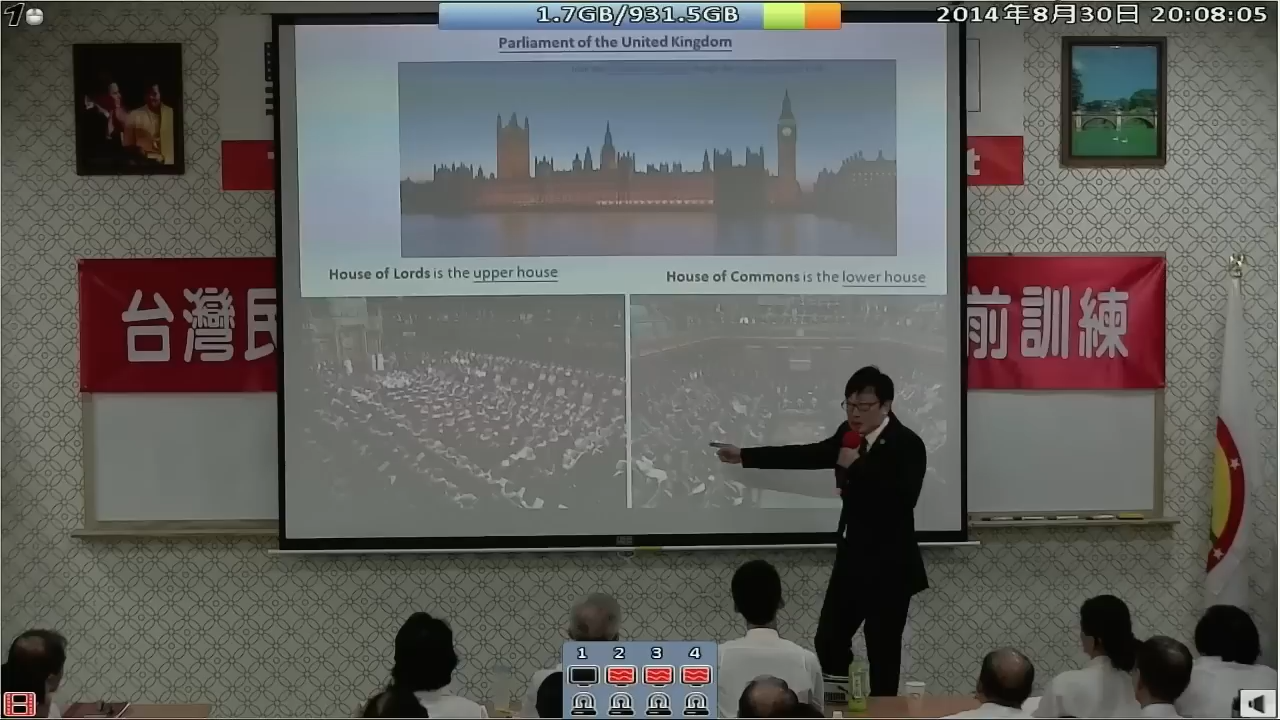 1
1.7GB/931.5GB
2014年8月30日 20:08:05
Parliament of the United Kingdom
t
House of Lords is the upper house
House of Commons is the lower house
台灣民
前訓練
1 2 3 4